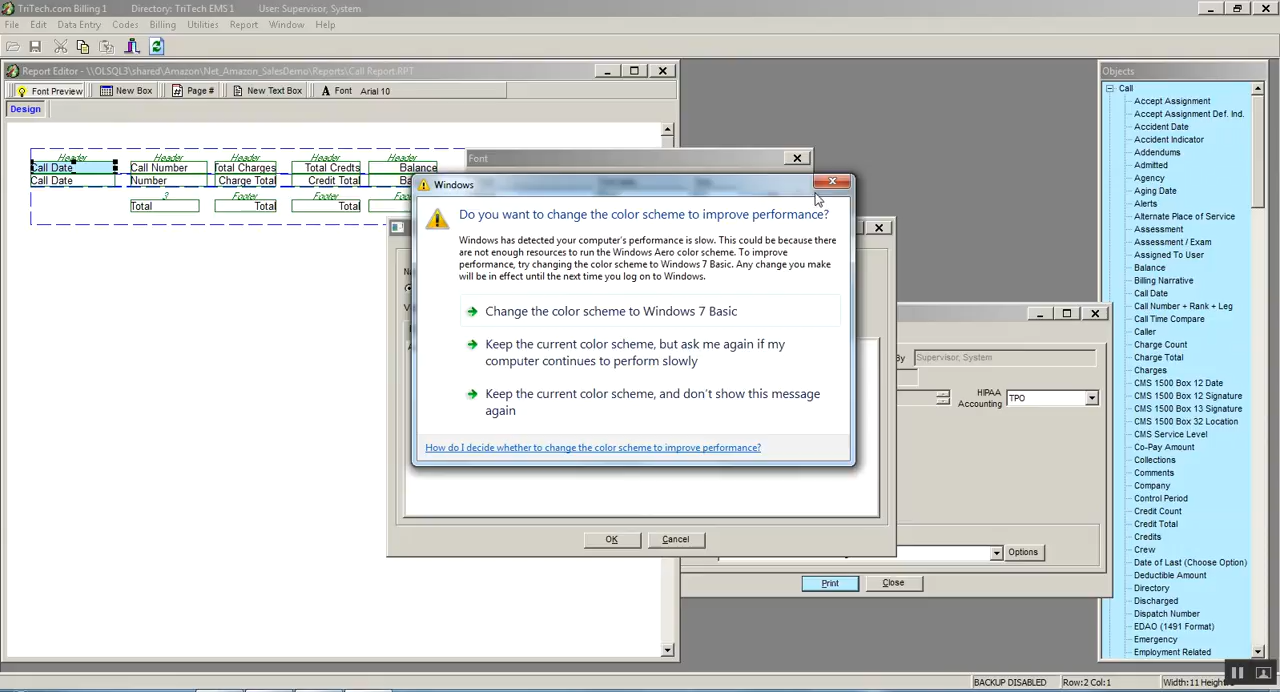 TriTech.com Billing 1 Directory: TriTech EMS 1 User: Supervisor, System
File Edit Data Entry Codes Billing Utilities Report Window Help
Report Editor - \\OLSQL3\shared\Amazon\Net_Amazon_SalesDemo\Reports\Call Report.RPT
Font Preview New Box Page # New Text Box A Font Arial 10
Design
Header Header Header Header Header
Call Date Call Number Total Charges Total Credts Balance
Call Date Number Charge Total Credit Total
3 Footer Footer
Total Total Total
Font
Windows
Do you want to change the color scheme to improve performance?
Windows has detected your computer's performance is slow. This could be because there
are not enough resources to run the Windows Aero color scheme. To improve
performance, try changing the color scheme to Windows 7 Basic. Any change you make
will be in effect until the next time you log on to Windows.
Change the color scheme to Windows 7 Basic
Keep the current color scheme, but ask me again if my
computer continues to perform slowly
Keep the current color scheme, and don't show this message
again
How do I decide whether to change the color scheme to improve performance?
OK Cancel
By Supervisor, System
HIPAA
Accounting TPO
Options
Print Close
Objects
Call
Accept Assignment
Accept Assignment Def. Ind.
Accident Date
Accident Indicator
Addendums
Admitted
Agency
Aging Date
Alerts
Alternate Place of Service
Assessment
Assessment / Exam
Assigned To User
Balance
Billing Narrative
Call Date
Call Number + Rank + Leg
Call Time Compare
Caller
Charge Count
Charge Total
Charges
CMS 1500 Box 12 Date
CMS 1500 Box 12 Signature
CMS 1500 Box 13 Signature
CMS 1500 Box 32 Location
CMS Service Level
Co-Pay Amount
Collections
Comments
Company
Control Period
Credit Count
Credit Total
Credits
Crew
Date of Last (Choose Option)
Deductible Amount
Directory
Discharged
Dispatch Number
EDAO (1491 Format)
Emergency
Employment Related
BACKUP DISABLED Row:2 Col:1 Width:11